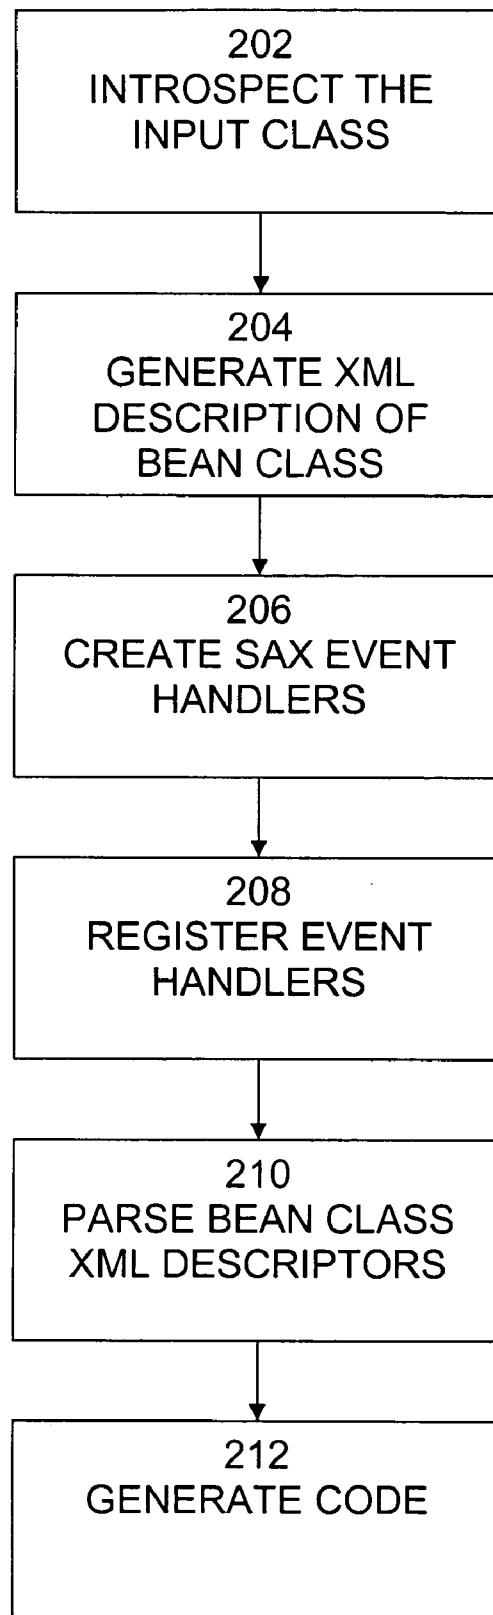 202
INTROSPECT THE
INPUT CLASS
204
GENERATE XML
DESCRIPTION OF
BEAN CLASS
206
CREATE SAX EVENT
HANDLERS
208
REGISTER EVENT
HANDLERS
210
PARSE BEAN CLASS
XML DESCRIPTORS
212
GENERATE CODE